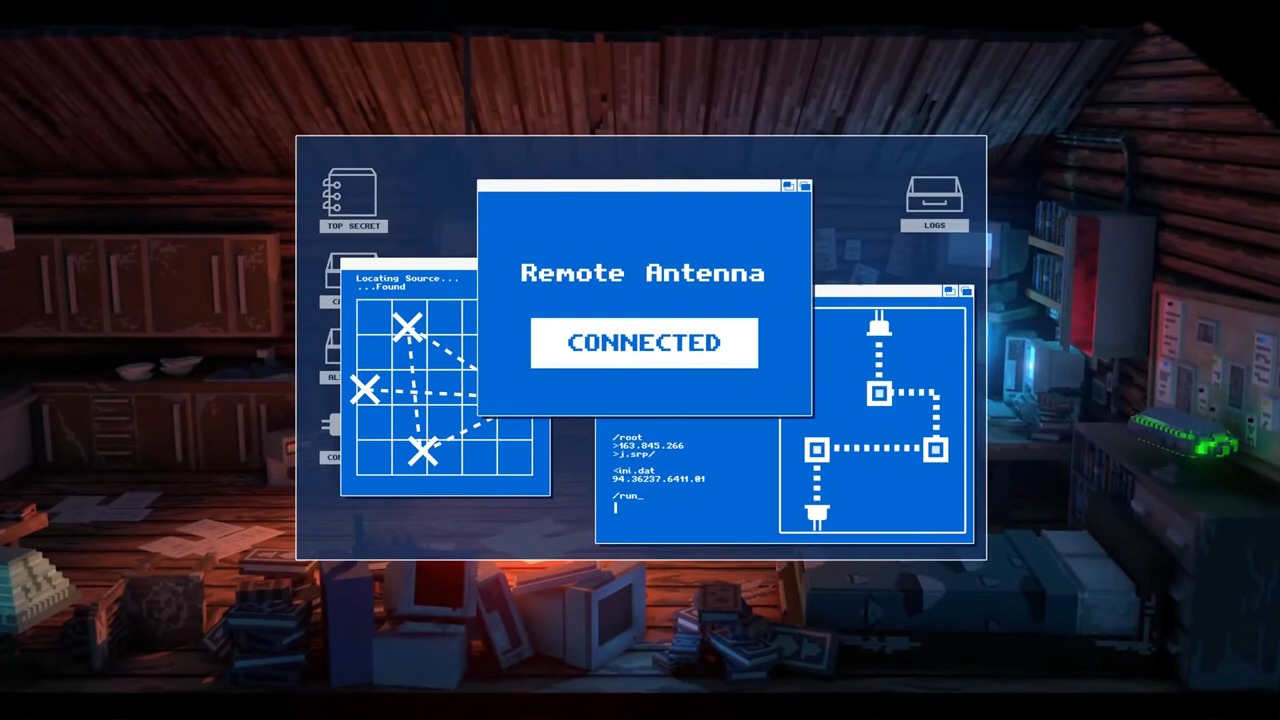 TOP SECRET
LOGS
Locating Source...
...Found
Remote Antenna
CONNECTED
/root
>163.845.266
>j.srp/
<ini.dat
94.36237.6411.01
/run_